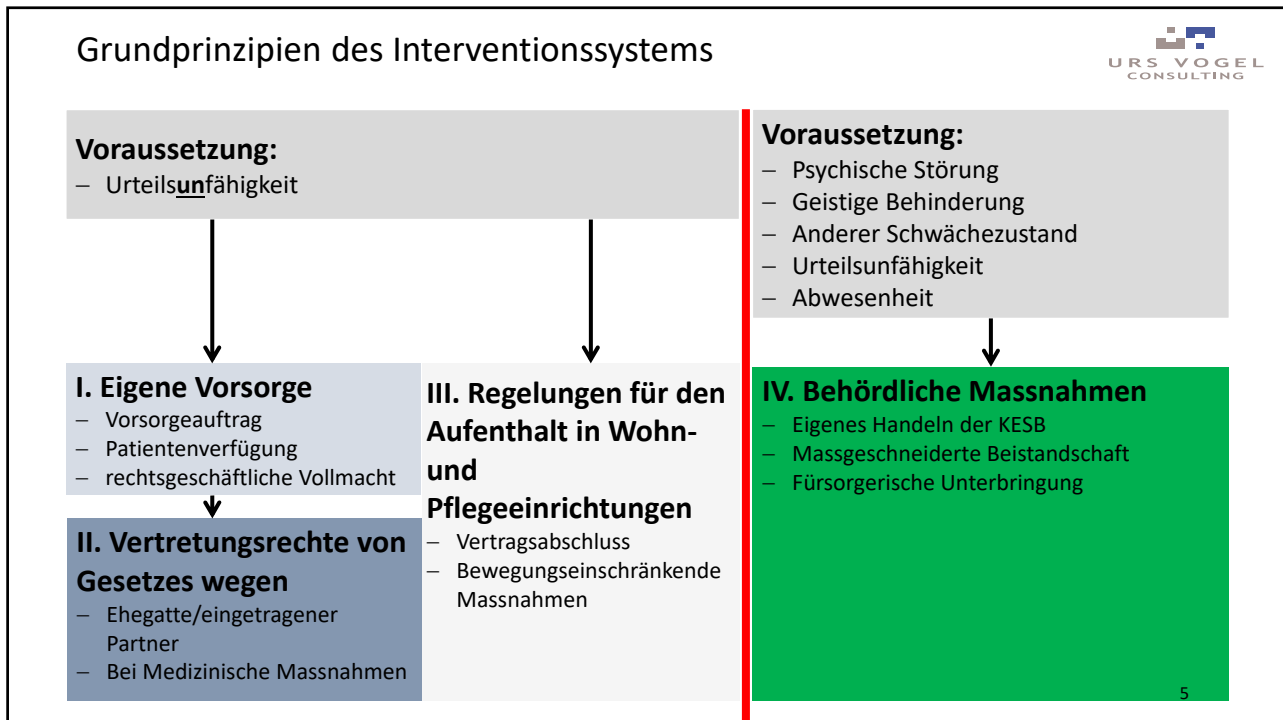 Grundprinzipien des Interventionssystems
URS VOGEL
CONSULTING
Voraussetzung:
– Urteilsunfähigkeit
Voraussetzung:
– Psychische Störung
– Geistige Behinderung
– Anderer Schwächezustand
– Urteilsunfähigkeit
– Abwesenheit
I. Eigene Vorsorge
– Vorsorgeauftrag
– Patientenverfügung
– rechtsgeschäftliche Vollmacht
II. Vertretungsrechte von
Gesetzes wegen
– Ehegatte/eingetragener
Partner
– Bei Medizinische Massnahmen
III. Regelungen für den
Aufenthalt in Wohn-
und
Pflegeeinrichtungen
– Vertragsabschluss
– Bewegungseinschränkende
Massnahmen
IV. Behördliche Massnahmen
– Eigenes Handeln der KESB
– Massgeschneiderte Beistandschaft
– Fürsorgerische Unterbringung
5